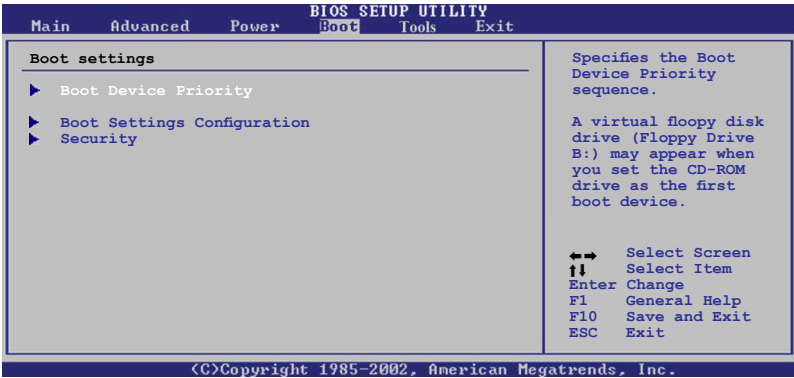 BIOS SETUP UTILITY
Main Advanced Power Boot Tools Exit
Boot settings
Boot Device Priority
Boot Settings Configuration
Security
Specifies the Boot
Device Priority
sequence.
A virtual floopy disk
drive (Floppy Drive
B:) may appear when
you set the CD-ROM
drive as the first
boot device.
←→ Select Screen
↑↓ Select Item
Enter Change
F1 General Help
F10 Save and Exit
ESC Exit
(C)Copyright 1985-2002, American Megatrends, Inc.